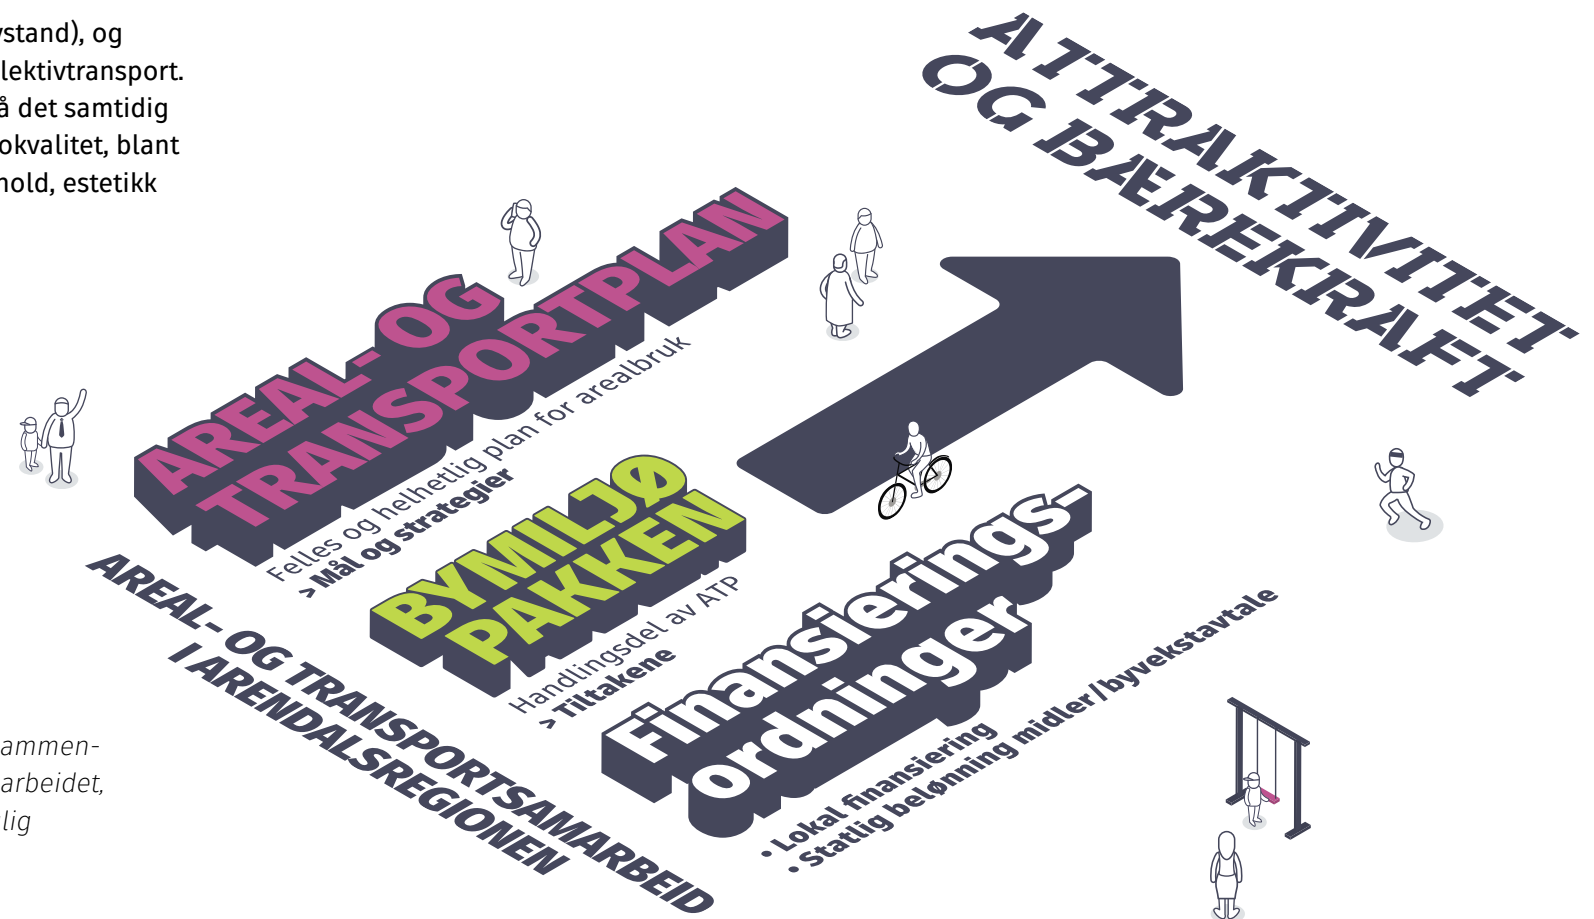 ystand), og
lektivtransport.
å det samtidig
okvalitet, blant
hold, estetikk
ATTRAKTIVITET
OG BÆREKRAFT
AREAL- OG
TRANSPORTPLAN
Felles og helhetlig plan for arealbruk
> Mål og strategier
BYMILJØ
PAKKEN
Handlingsdel av ATP
> Tiltakene
Finansierings-
ordninger
• Lokal finansiering
• Statlig belønning midler/byvekstavtale
AREAL- OG TRANSPORTSAMARBEID
I ARENDALSREGIONEN
ammen-
arbeidet,
lig